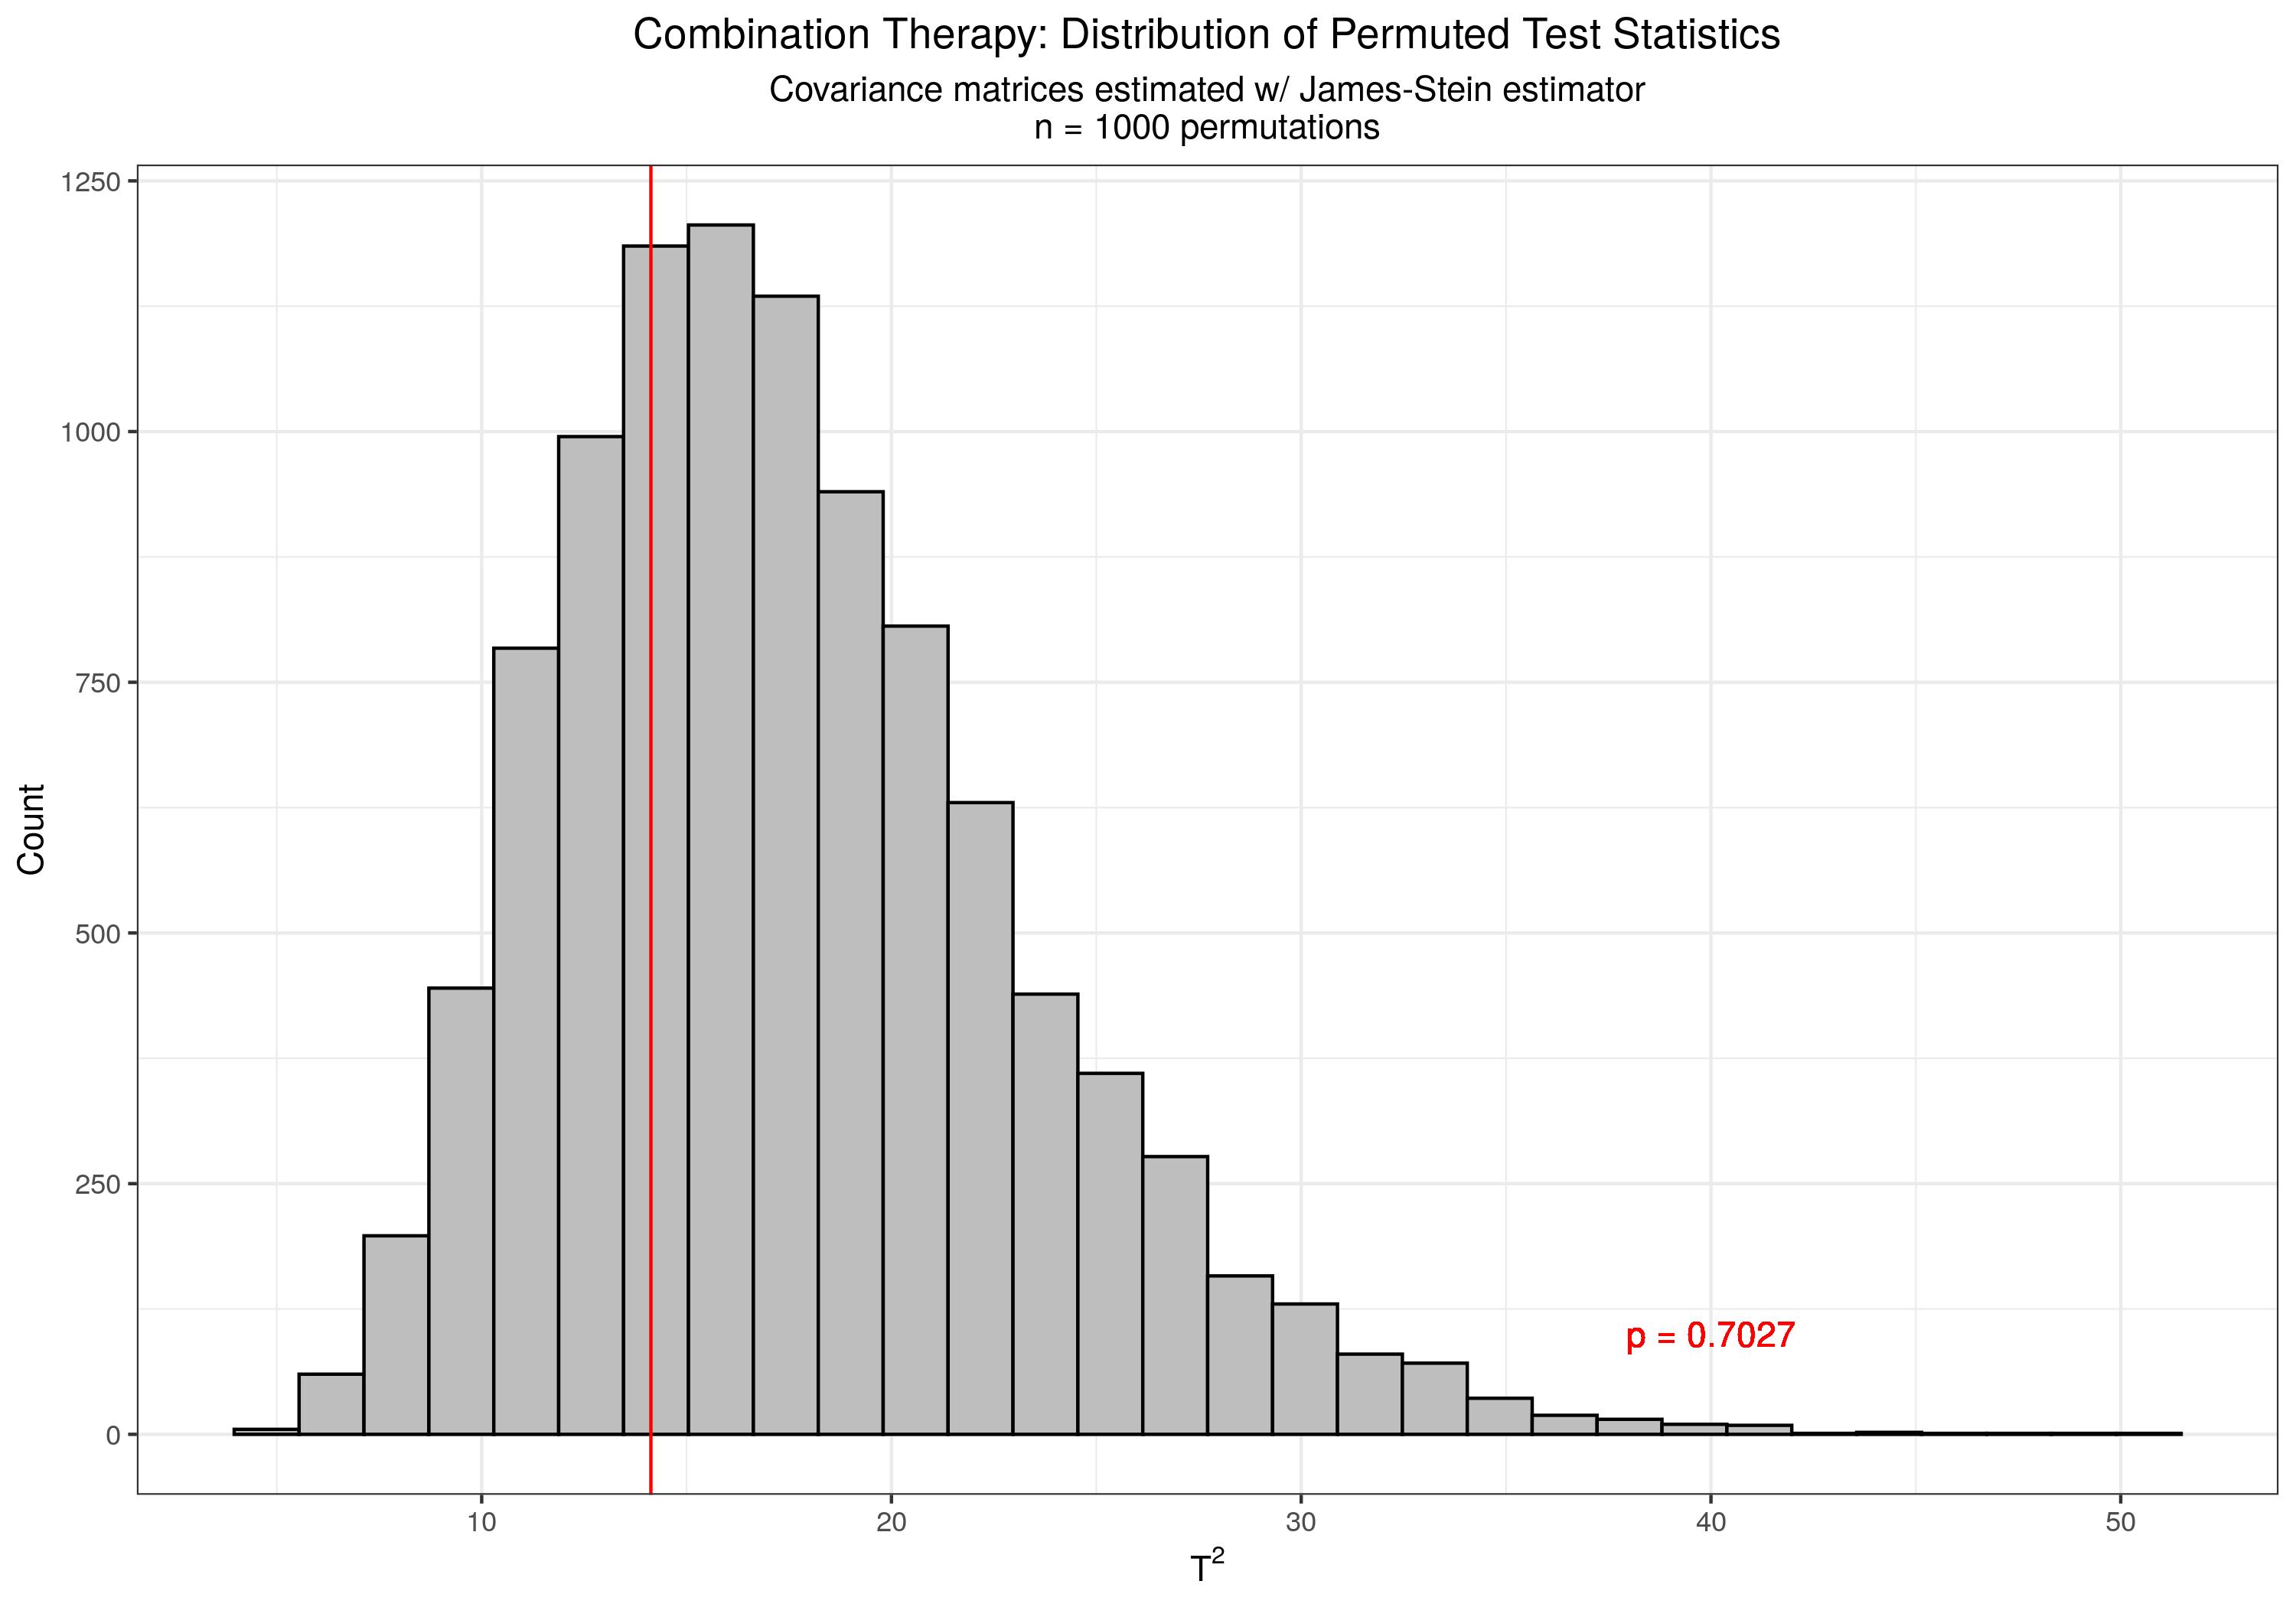 Combination Therapy: Distribution of Permuted Test Statistics
Covariance matrices estimated w/ James-Stein estimator
n = 1000 permutations
1250
1000
750
500
250
0
Count
p = 0.7027
10
20
30
40
50
T²